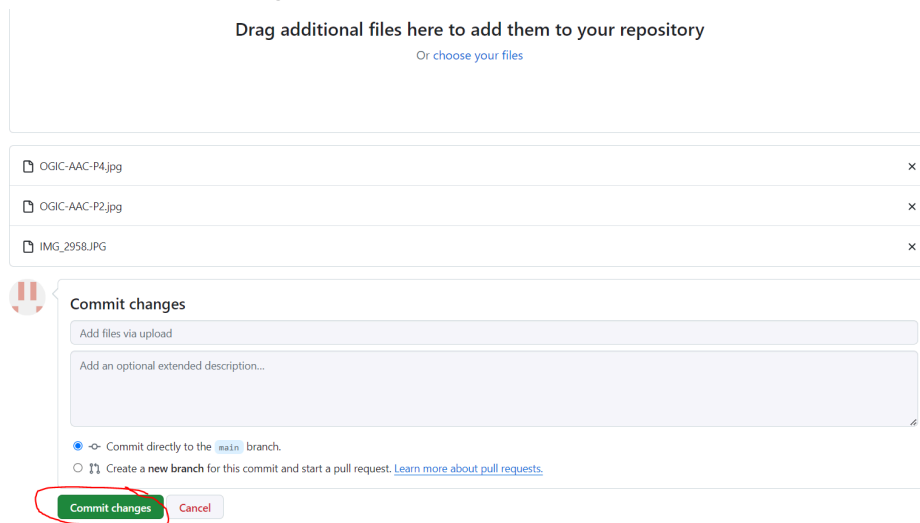 Drag additional files here to add them to your repository
Or choose your files
OGIC-AAC-P4.jpg
OGIC-AAC-P2.jpg
IMG_2958.JPG
Commit changes
Add files via upload
Add an optional extended description...
Commit directly to the main branch.
Create a new branch for this commit and start a pull request. Learn more about pull requests.
Commit changes Cancel